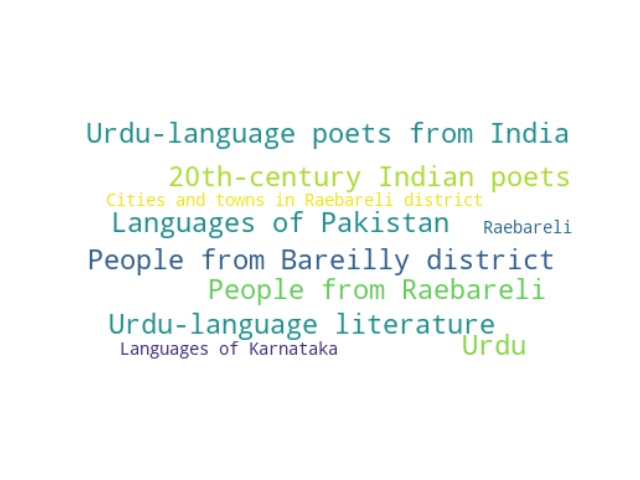 Urdu-language poets from India
20th-century Indian poets
Cities and towns in Raebareli district
Languages of Pakistan
Raebareli
People from Bareilly district
People from Raebareli
Urdu-language literature
Urdu
Languages of Karnataka